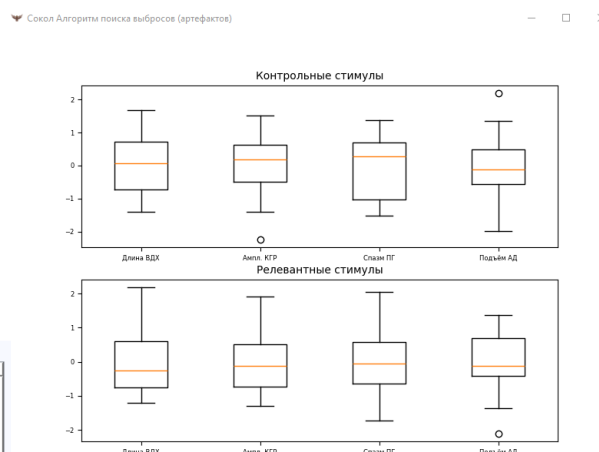 Сокол Алгоритм поиска выбросов (артефактов)
Контрольные стимулы
2
1
0
−1
−2
Длина ВДХ Ампл. КГР Спазм ПГ Подъём АД
Релевантные стимулы
2
1
0
−1
−2
Длина ВДХ Ампл. КГР Спазм ПГ Подъём АД